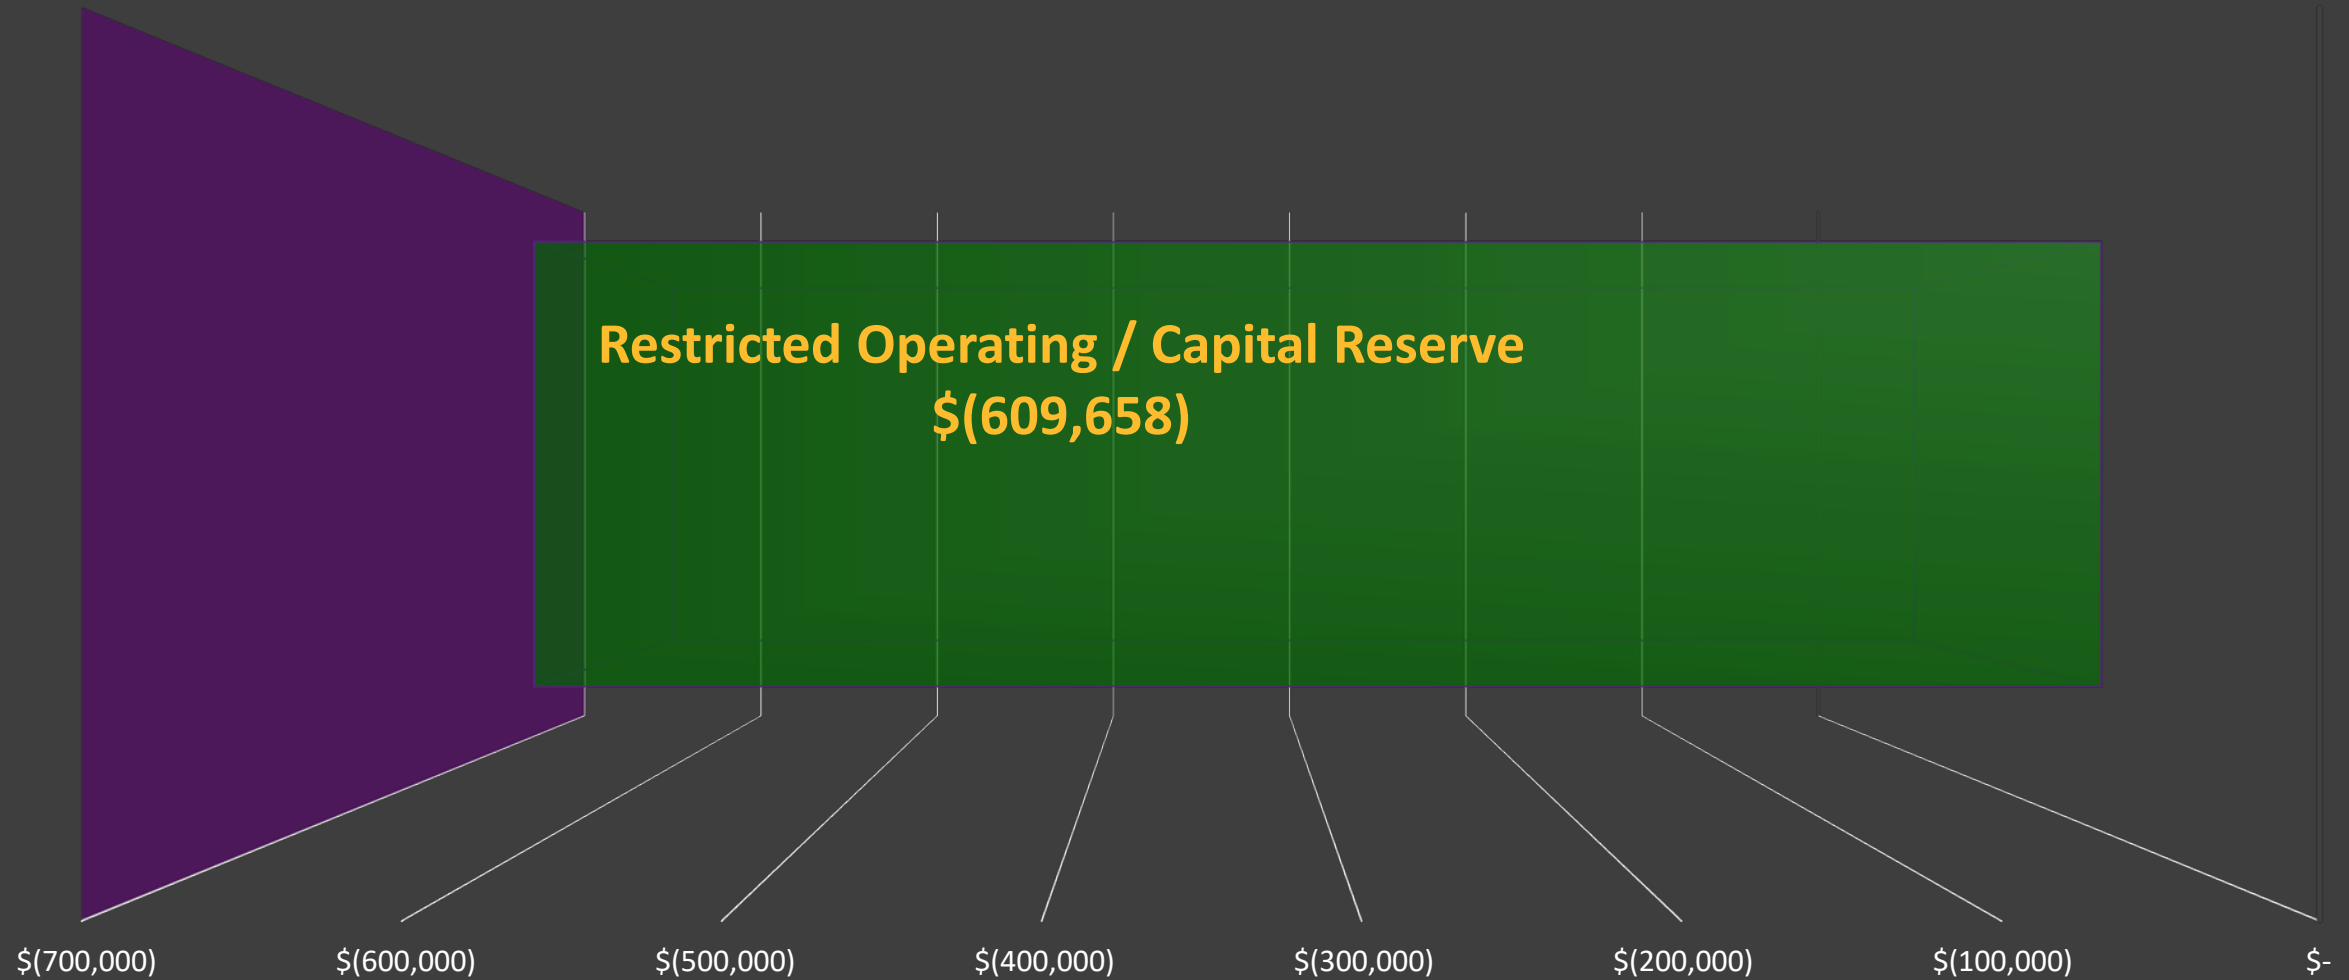 Restricted Operating / Capital Reserve
$(609,658)
$(700,000) $(600,000) $(500,000) $(400,000) $(300,000) $(200,000) $(100,000) $-